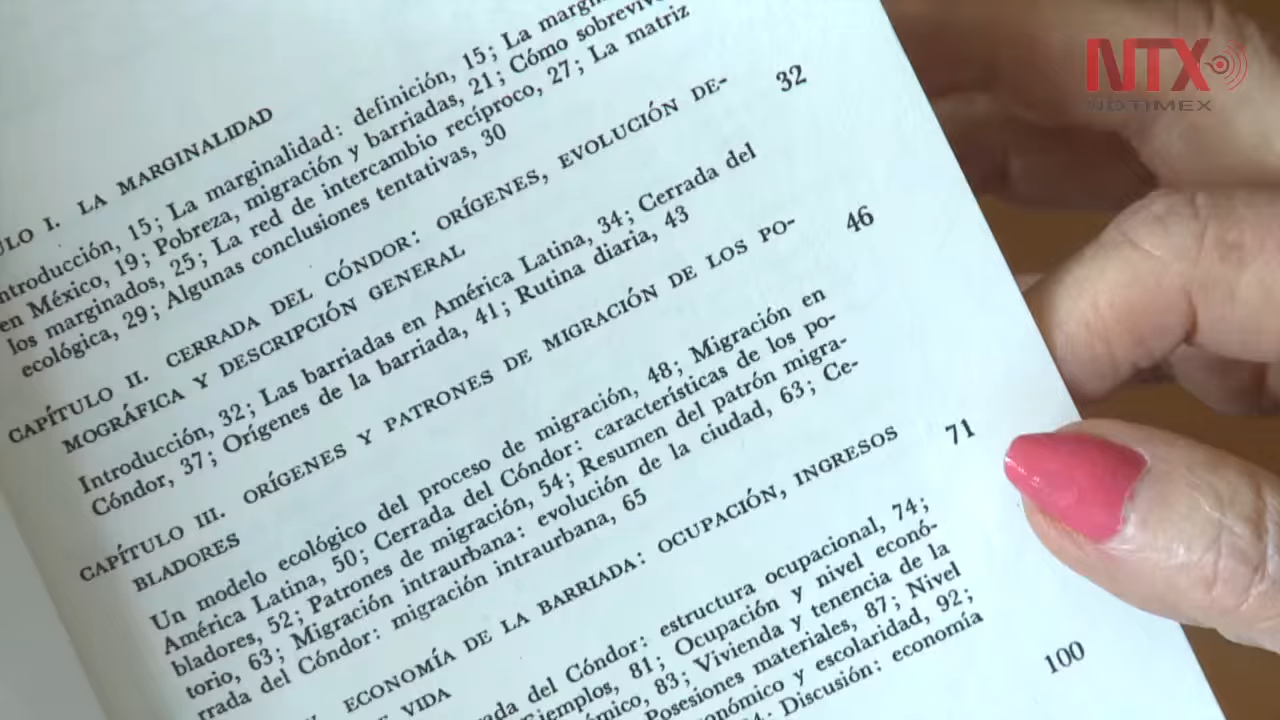 NTX
NOTIMEX
ULO I. LA MARGINALIDAD
ntroducción, 15; La marginalidad: definición, 15; La
en México, 19; Pobreza, migración y barriadas, 21; Cómo
los marginados, 25; La red de intercambio recíproco, 27; La matriz
ecológica, 29; Algunas conclusiones tentativas, 30
CAPÍTULO II. CERRADA DEL CÓNDOR: ORÍGENES, EVOLUCIÓN DE- 32
MOGRÁFICA Y DESCRIPCIÓN GENERAL
Introducción, 32; Las barriadas en América Latina, 34; Cerrada del
Cóndor, 37; Orígenes de la barriada, 41; Rutina diaria, 43
CAPÍTULO III. ORÍGENES Y PATRONES DE MIGRACIÓN DE LOS PO- 46
BLADORES
Un modelo ecológico del proceso de migración, 48; Migración en
América Latina, 50; Cerrada del Cóndor: características de los po-
bladores, 52; Patrones de migración, 54; Resumen del patrón migra-
torio, 63; Migración intraurbana: evolución de la ciudad, 63; Ce-
rrada del Cóndor: migración intraurbana, 65
ECONOMÍA DE LA BARRIADA: OCUPACIÓN, INGRESOS 71
VIDA
rada del Cóndor: estructura ocupacional, 74;
Ejemplos, 81; Ocupación y nivel econó-
mico, 83; Vivienda y tenencia de la
Posesiones materiales, 87; Nivel
onómico y escolaridad, 92;
Discusión: economía
100